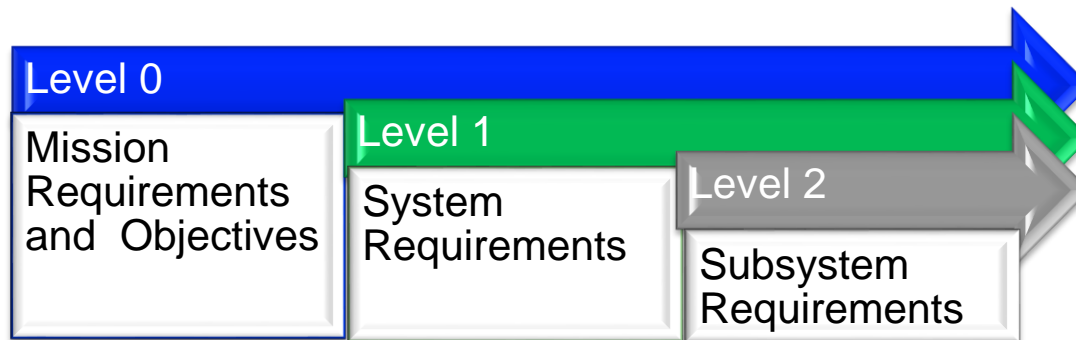 Level 0
Mission
Requirements
and Objectives
Level 1
System
Requirements
Level 2
Subsystem
Requirements